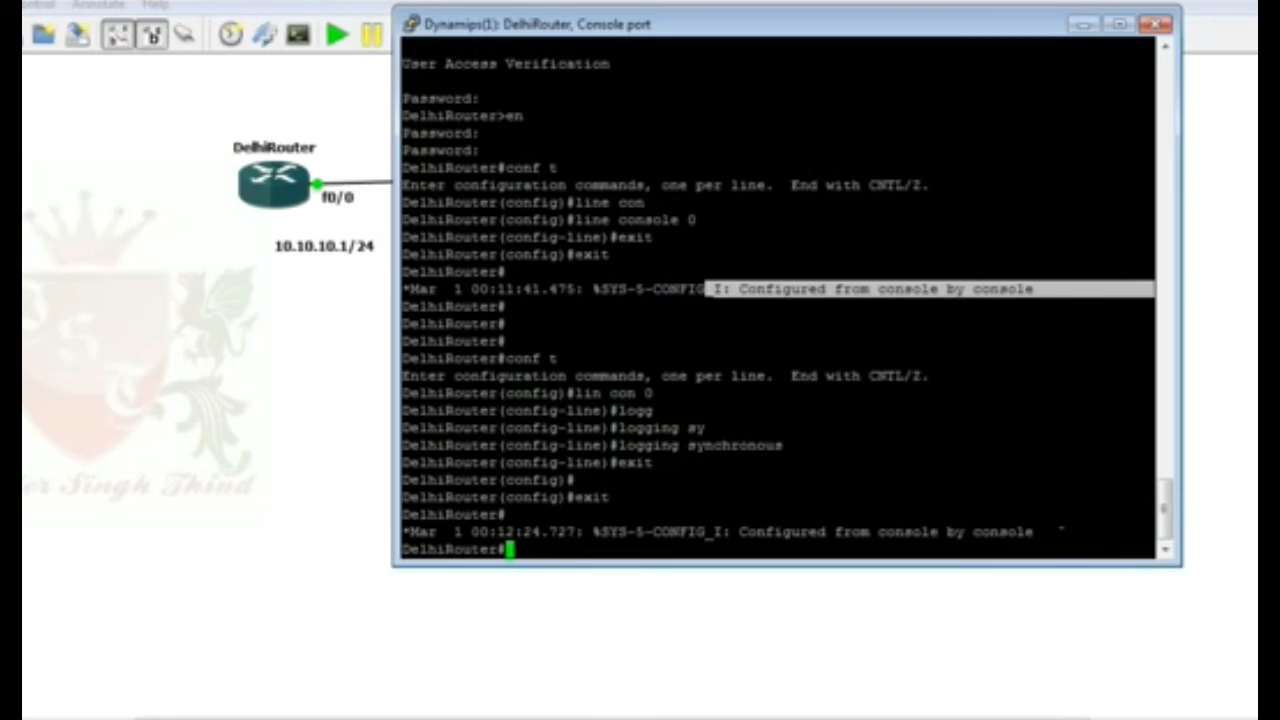 Annotate Help
Dynamips(1): DelhiRouter, Console port
User Access Verification
Password:
DelhiRouter>en
Password:
Password:
DelhiRouter#conf t
Enter configuration commands, one per line. End with CNTL/Z.
DelhiRouter(config)#line con
DelhiRouter(config)#line console 0
DelhiRouter(config-line)#exit
DelhiRouter(config)#exit
DelhiRouter#
*Mar 1 00:11:41.475: %SYS-5-CONFIG_I: Configured from console by console
DelhiRouter#
DelhiRouter#
DelhiRouter#
DelhiRouter#conf t
Enter configuration commands, one per line. End with CNTL/Z.
DelhiRouter(config)#lin con 0
DelhiRouter(config-line)#logg
DelhiRouter(config-line)#logging sy
DelhiRouter(config-line)#logging synchronous
DelhiRouter(config-line)#exit
DelhiRouter(config)#
DelhiRouter(config)#exit
DelhiRouter#
*Mar 1 00:12:24.727: %SYS-5-CONFIG_I: Configured from console by console
DelhiRouter#
DelhiRouter
f0/0
10.10.10.1/24
P S T
er Singh Thind